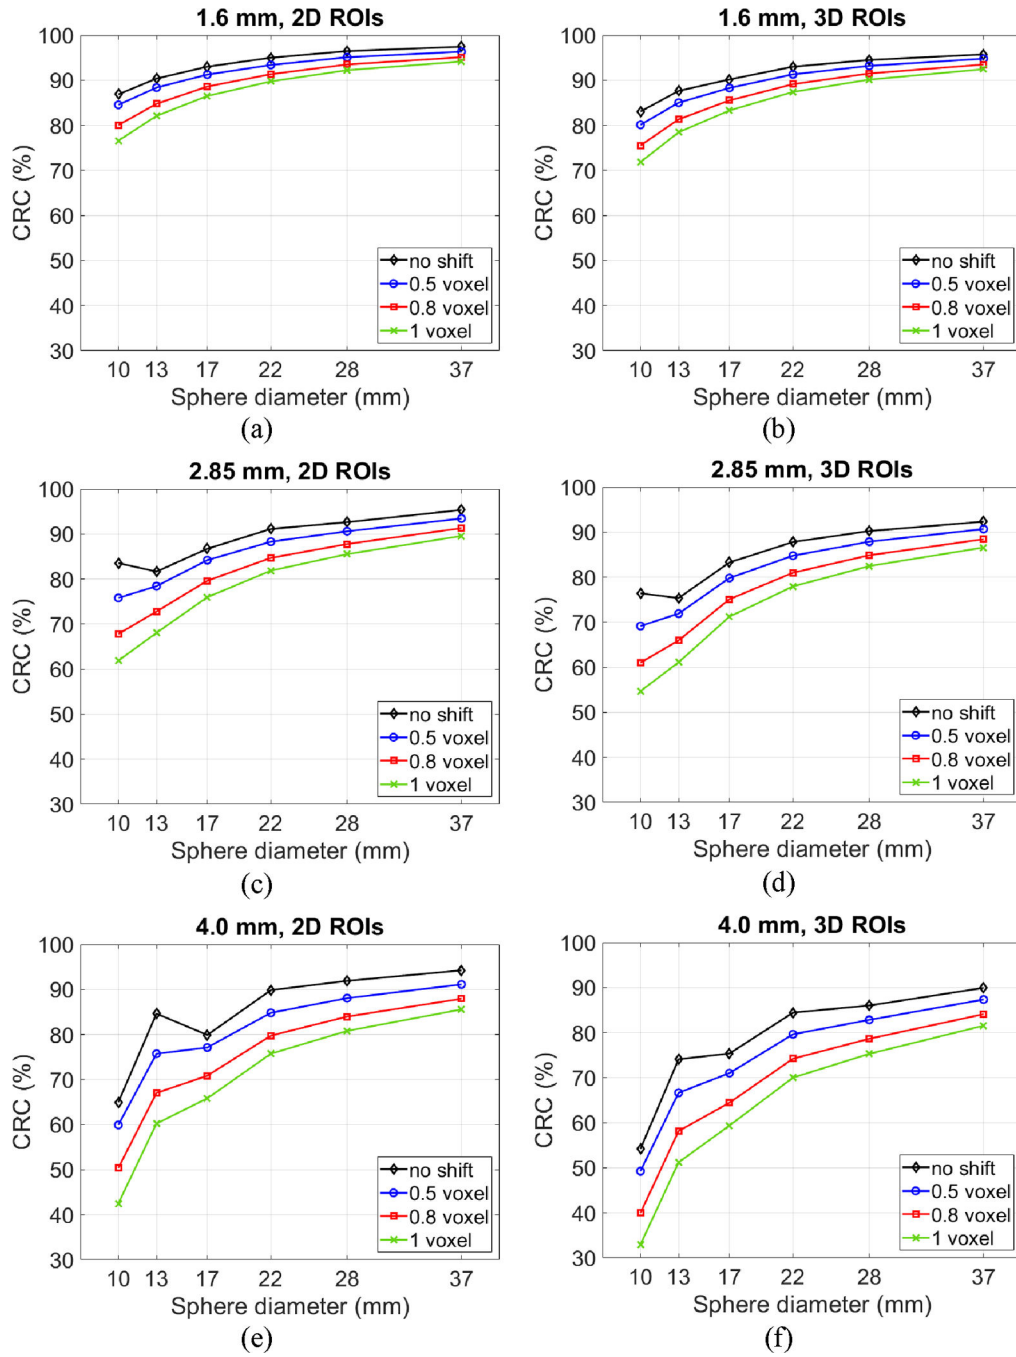 1.6 mm, 2D ROIs
100
90
80
70
60
50
40
30
CRC (%)
no shift
0.5 voxel
0.8 voxel
1 voxel
10 13 17 22 28 37
Sphere diameter (mm)
(a)
1.6 mm, 3D ROIs
100
90
80
70
60
50
40
30
CRC (%)
no shift
0.5 voxel
0.8 voxel
1 voxel
10 13 17 22 28 37
Sphere diameter (mm)
(b)
2.85 mm, 2D ROIs
100
90
80
70
60
50
40
30
CRC (%)
no shift
0.5 voxel
0.8 voxel
1 voxel
10 13 17 22 28 37
Sphere diameter (mm)
(c)
2.85 mm, 3D ROIs
100
90
80
70
60
50
40
30
CRC (%)
no shift
0.5 voxel
0.8 voxel
1 voxel
10 13 17 22 28 37
Sphere diameter (mm)
(d)
4.0 mm, 2D ROIs
100
90
80
70
60
50
40
30
CRC (%)
no shift
0.5 voxel
0.8 voxel
1 voxel
10 13 17 22 28 37
Sphere diameter (mm)
(e)
4.0 mm, 3D ROIs
100
90
80
70
60
50
40
30
CRC (%)
no shift
0.5 voxel
0.8 voxel
1 voxel
10 13 17 22 28 37
Sphere diameter (mm)
(f)